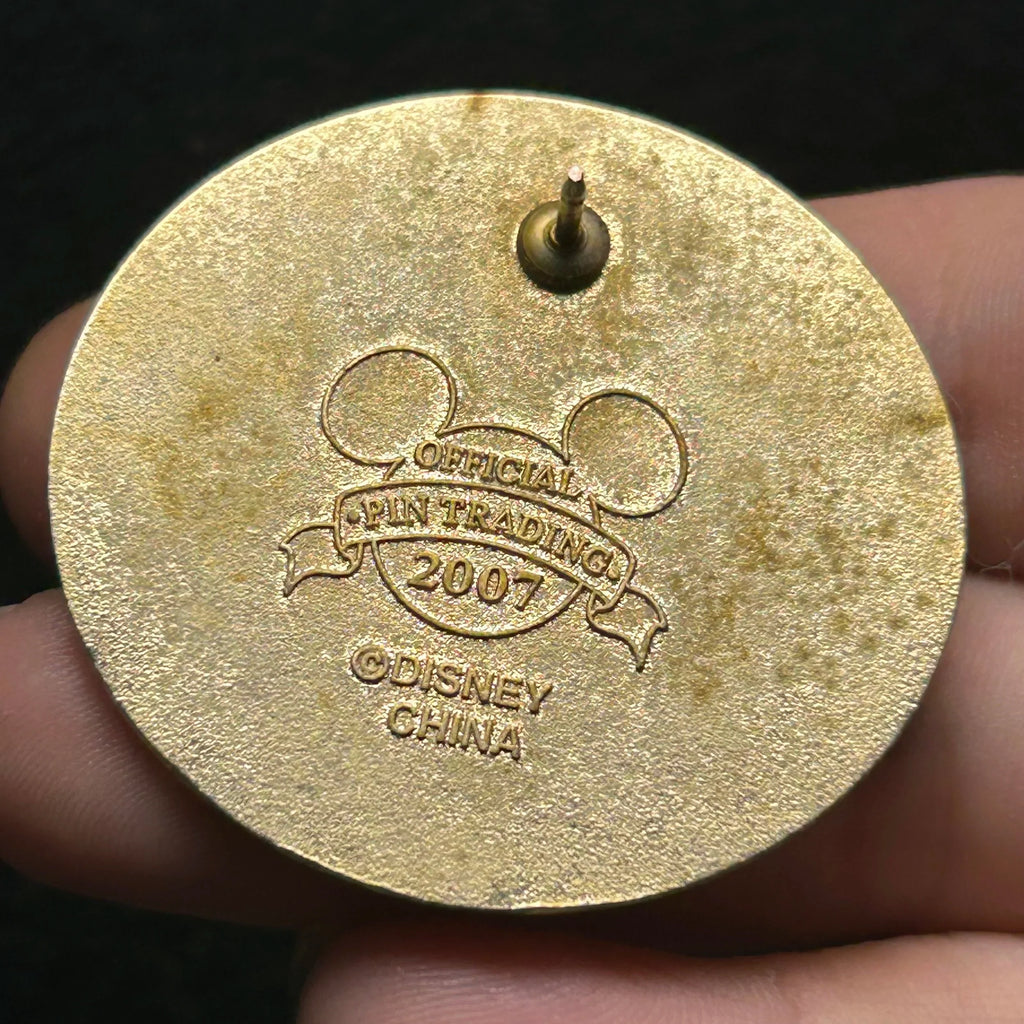 OFFICIAL
•PIN TRADING•
2007
©DISNEY
CHINA